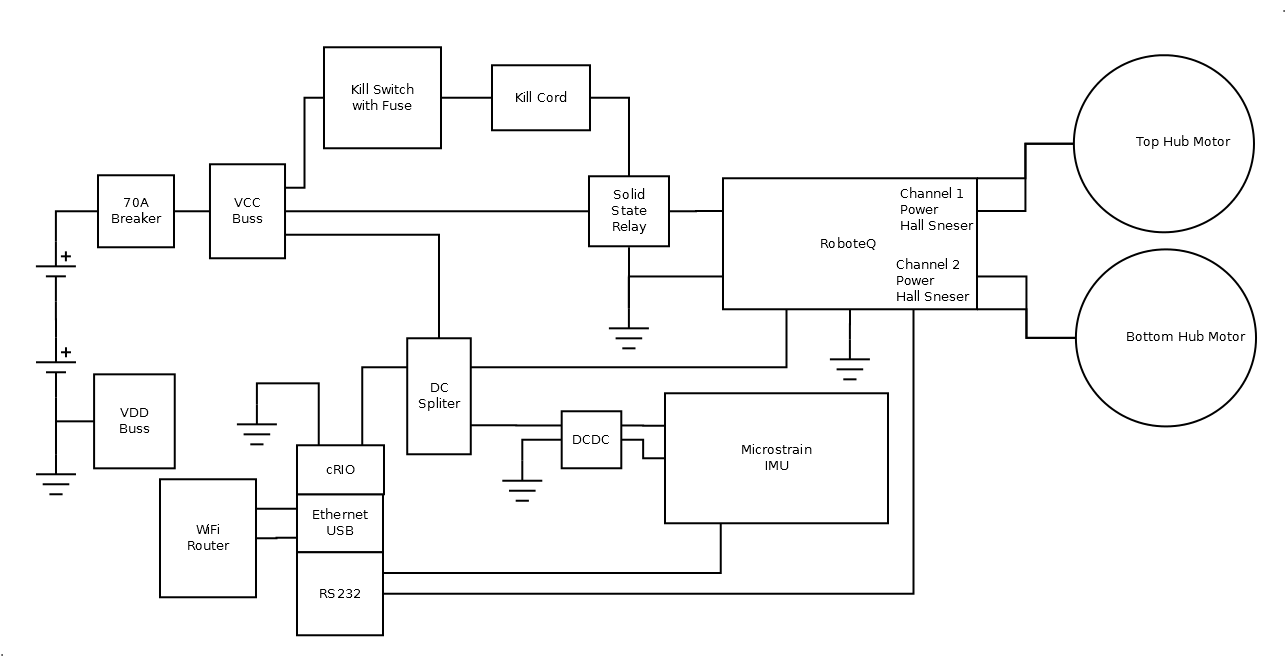 Kill Switch
with Fuse
Kill Cord
Top Hub Motor
70A
Breaker
VCC
Buss
Solid
State
Relay
Channel 1
Power
Hall Sneser
RoboteQ
Channel 2
Power
Hall Sneser
+
Bottom Hub Motor
+
DC
Spliter
VDD
Buss
DCDC
Microstrain
IMU
cRIO
Ethernet
USB
WiFi
Router
RS232